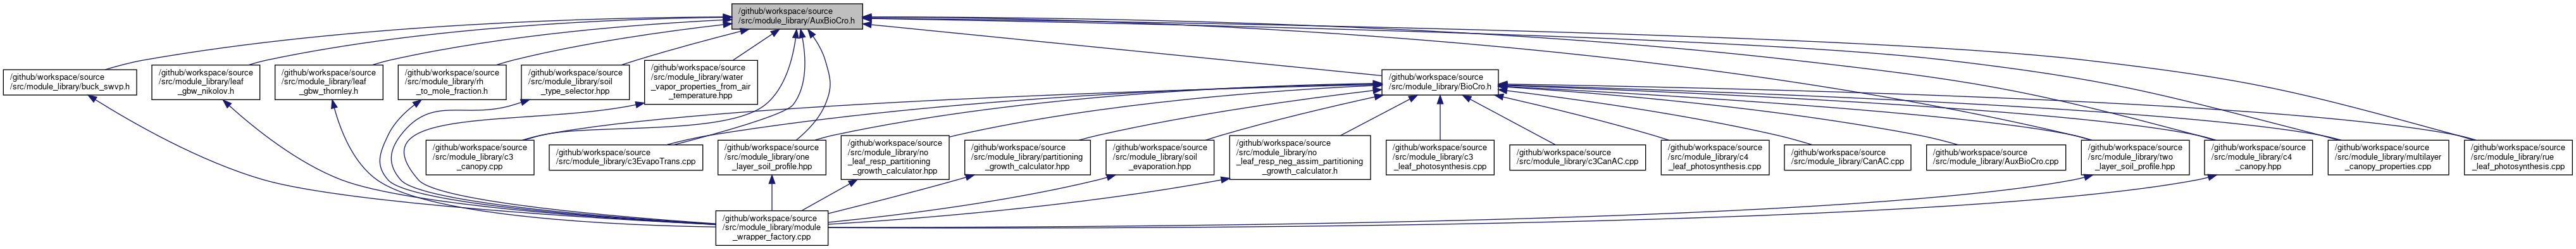 /github/workspace/source
/src/module_library/AuxBioCro.h
/github/workspace/source
/src/module_library/buck_swvp.h
/github/workspace/source
/src/module_library/leaf
_gbw_nikolov.h
/github/workspace/source
/src/module_library/leaf
_gbw_thornley.h
/github/workspace/source
/src/module_library/rh
_to_mole_fraction.h
/github/workspace/source
/src/module_library/soil
_type_selector.hpp
/github/workspace/source
/src/module_library/water
_vapor_properties_from_air
_temperature.hpp
/github/workspace/source
/src/module_library/BioCro.h
/github/workspace/source
/src/module_library/c3
_canopy.cpp
/github/workspace/source
/src/module_library/c3EvapoTrans.cpp
/github/workspace/source
/src/module_library/one
_layer_soil_profile.hpp
/github/workspace/source
/src/module_library/no
_leaf_resp_partitioning
_growth_calculator.hpp
/github/workspace/source
/src/module_library/partitioning
_growth_calculator.hpp
/github/workspace/source
/src/module_library/soil
_evaporation.hpp
/github/workspace/source
/src/module_library/no
_leaf_resp_neg_assim_partitioning
_growth_calculator.h
/github/workspace/source
/src/module_library/c3
_leaf_photosynthesis.cpp
/github/workspace/source
/src/module_library/c3CanAC.cpp
/github/workspace/source
/src/module_library/c4
_leaf_photosynthesis.cpp
/github/workspace/source
/src/module_library/CanAC.cpp
/github/workspace/source
/src/module_library/AuxBioCro.cpp
/github/workspace/source
/src/module_library/two
_layer_soil_profile.hpp
/github/workspace/source
/src/module_library/c4
_canopy.hpp
/github/workspace/source
/src/module_library/multilayer
_canopy_properties.cpp
/github/workspace/source
/src/module_library/rue
_leaf_photosynthesis.cpp
/github/workspace/source
/src/module_library/module
_wrapper_factory.cpp